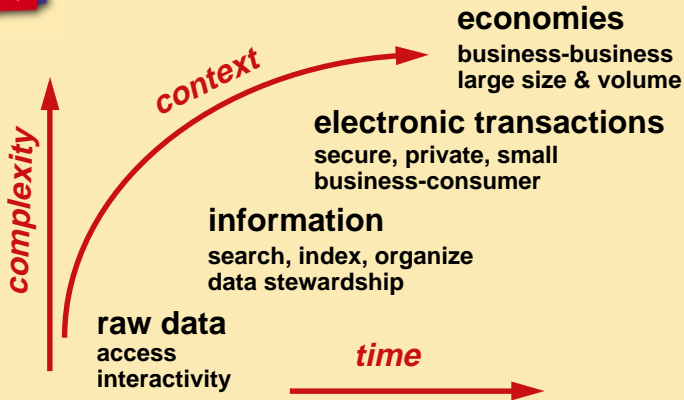 economies
business-business
large size & volume
context
electronic transactions
secure, private, small
business-consumer
complexity
information
search, index, organize
data stewardship
raw data
access
interactivity
time